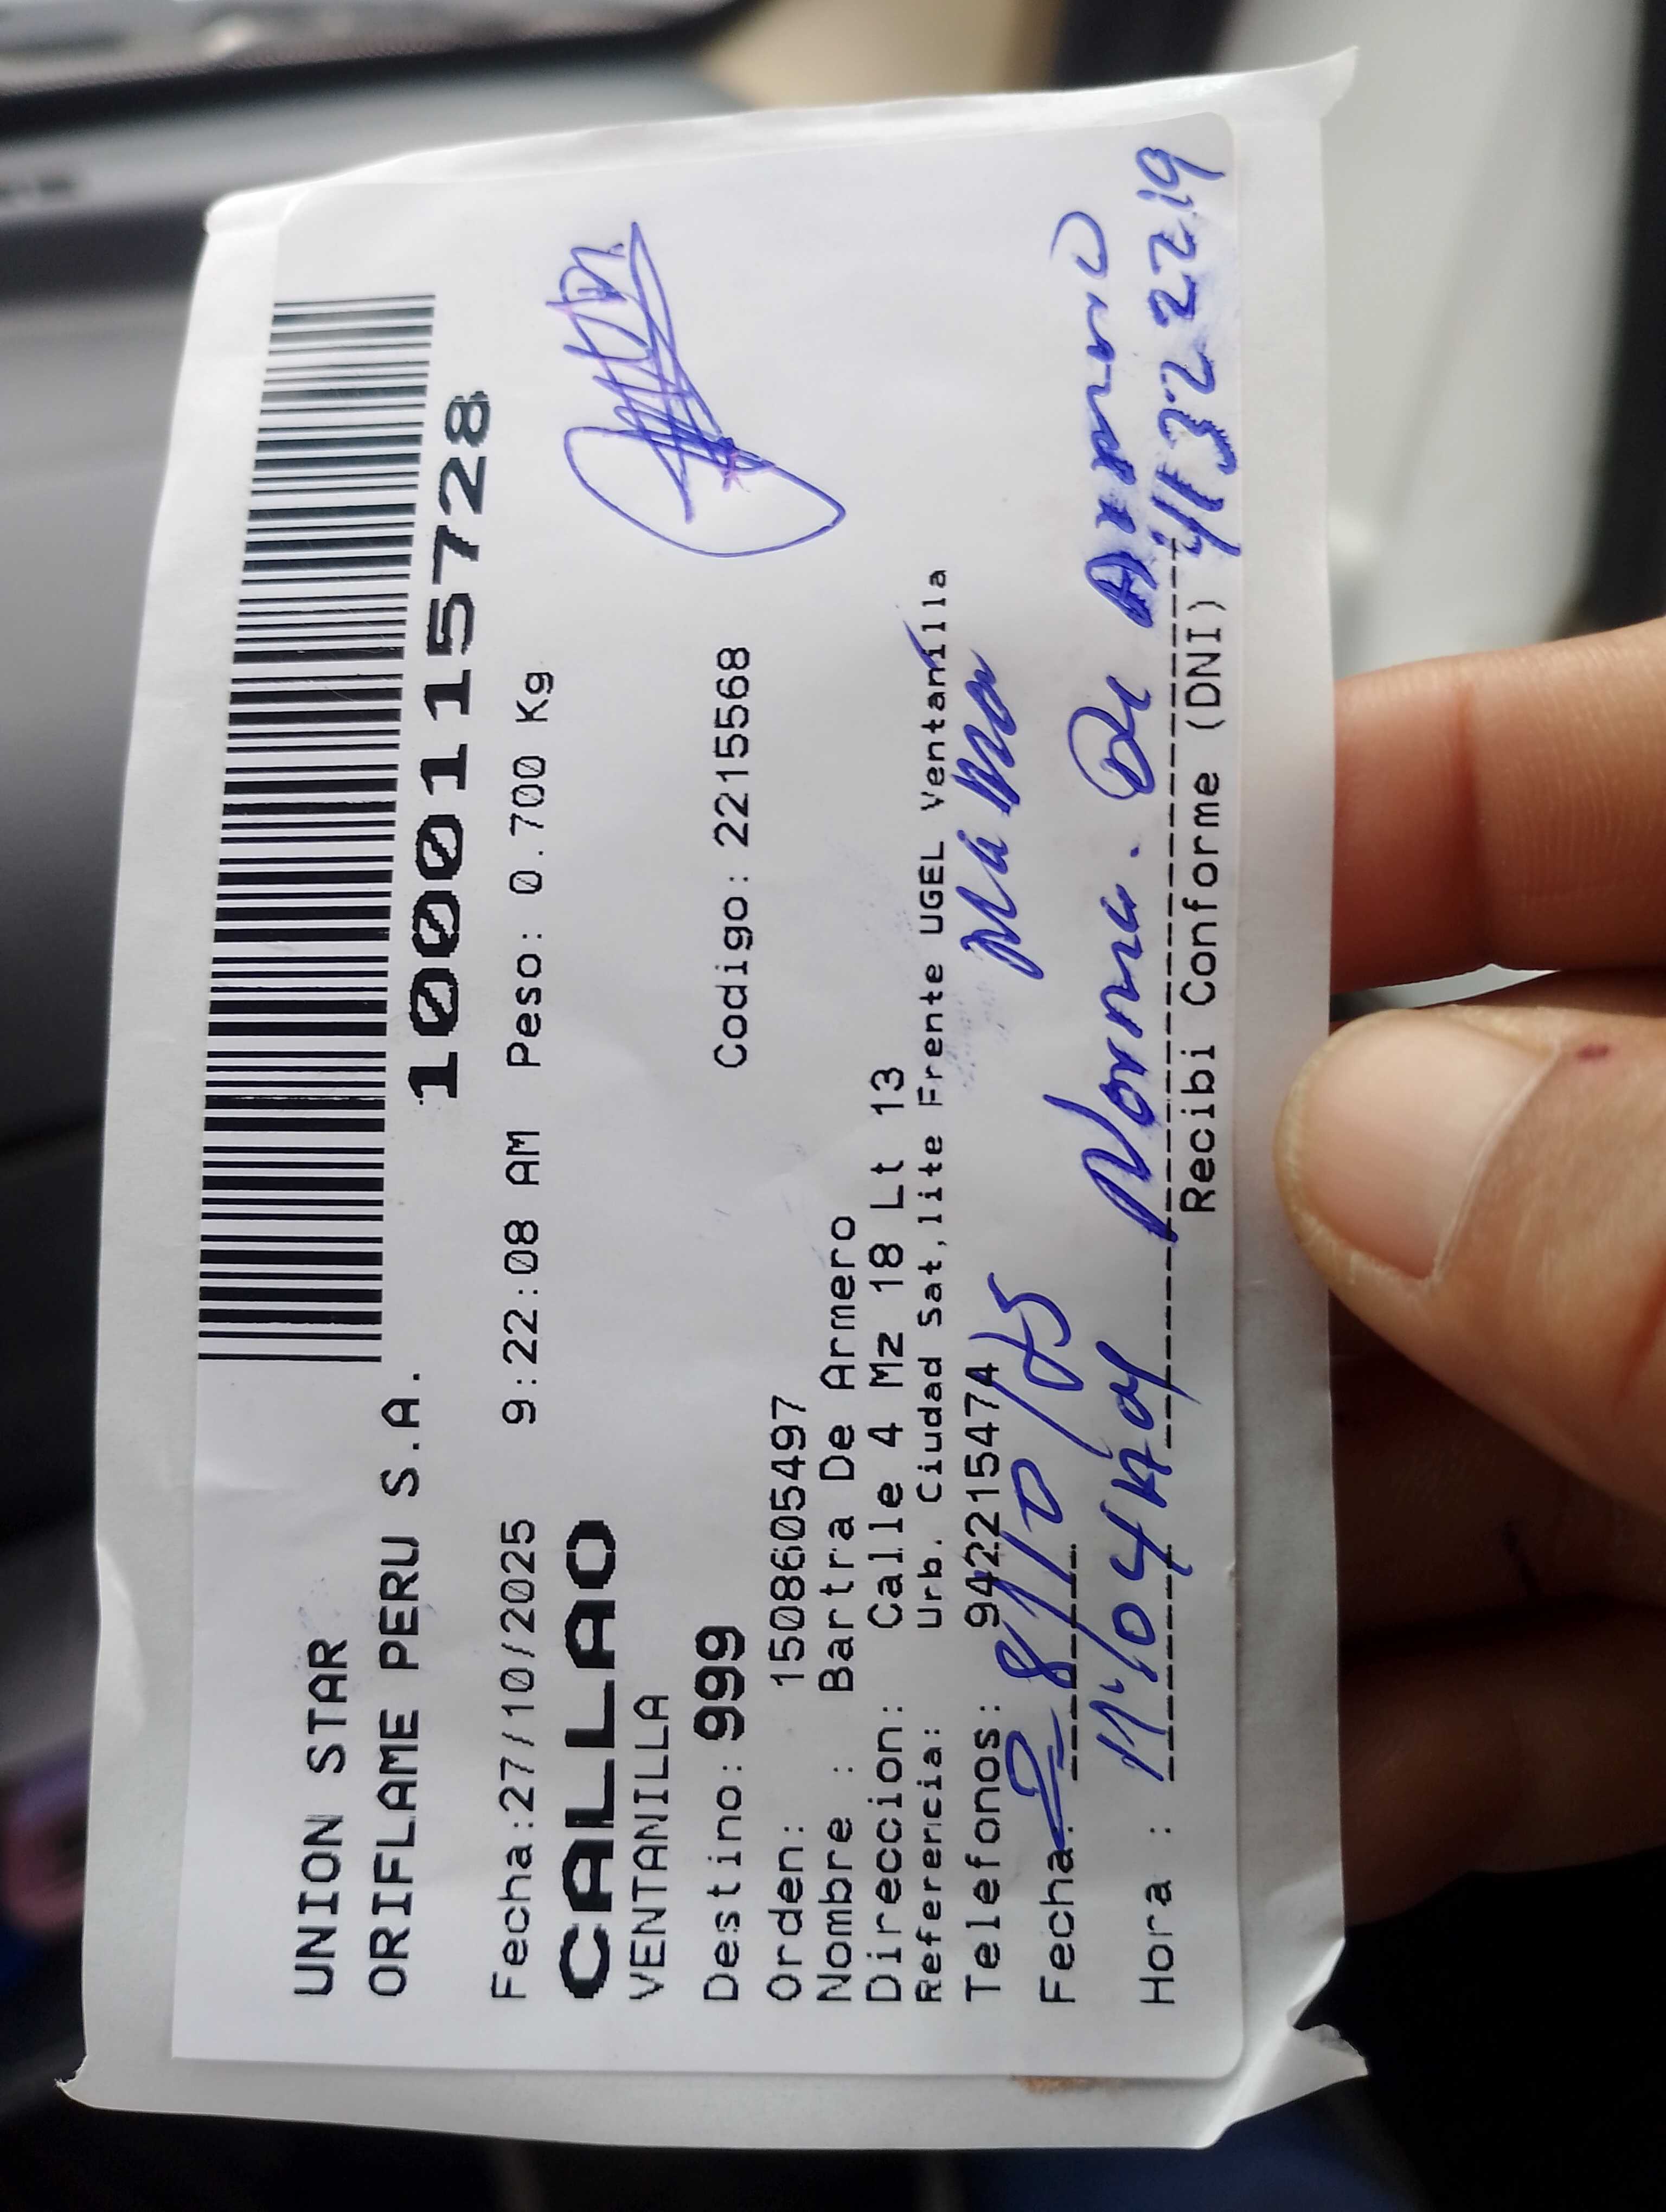 UNION STAR
ORIFLAME PERU S.A.
100115728
Fecha:27/10/2025 9:22:08 AM Peso: 0.700 Kg
CALLAO
VENTANILLA
Destino: 999 Codigo: 2215568
Orden: 1508605497
Nombre : Bartra De Armero
Direccion: Calle 4 Mz 18 Lt 13
Referencia: Urb. Ciudad Sat,lite Frente UGEL Ventanilla
Telefonos: 942215474
Mamá
Fecha: 28/10/25
Norma. De Armero
Hora : 11:04
Recibi Conforme (DNI)